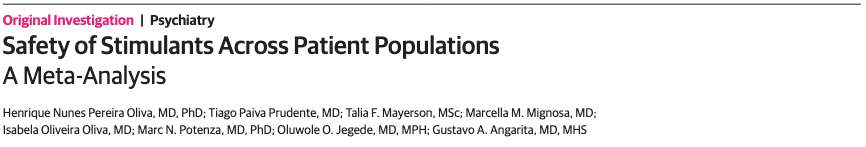 Original Investigation | Psychiatry
Safety of Stimulants Across Patient Populations
A Meta-Analysis
Henrique Nunes Pereira Oliva, MD, PhD; Tiago Paiva Prudente, MD; Talia F. Mayerson, MSc; Marcella M. Mignosa, MD;
Isabela Oliveira Oliva, MD; Marc N. Potenza, MD, PhD; Oluwole O. Jegede, MD, MPH; Gustavo A. Angarita, MD, MHS